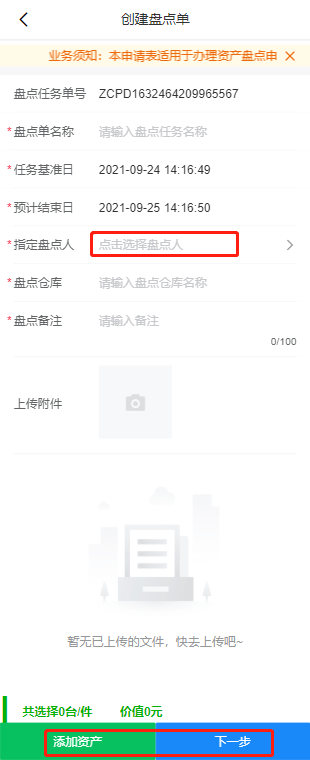 创建盘点单
业务须知：本申请表适用于办理资产盘点申
盘点任务单号 ZCPD1632464209965567
*盘点单名称 请输入盘点任务名称
*任务基准日 2021-09-24 14:16:49
*预计结束日 2021-09-25 14:16:50
*指定盘点人 点击选择盘点人
*盘点仓库 请输入盘点仓库名称
*盘点备注 请输入备注
0/100
上传附件
暂无已上传的文件，快去上传吧~
共选择0台/件 价值0元
添加资产 下一步